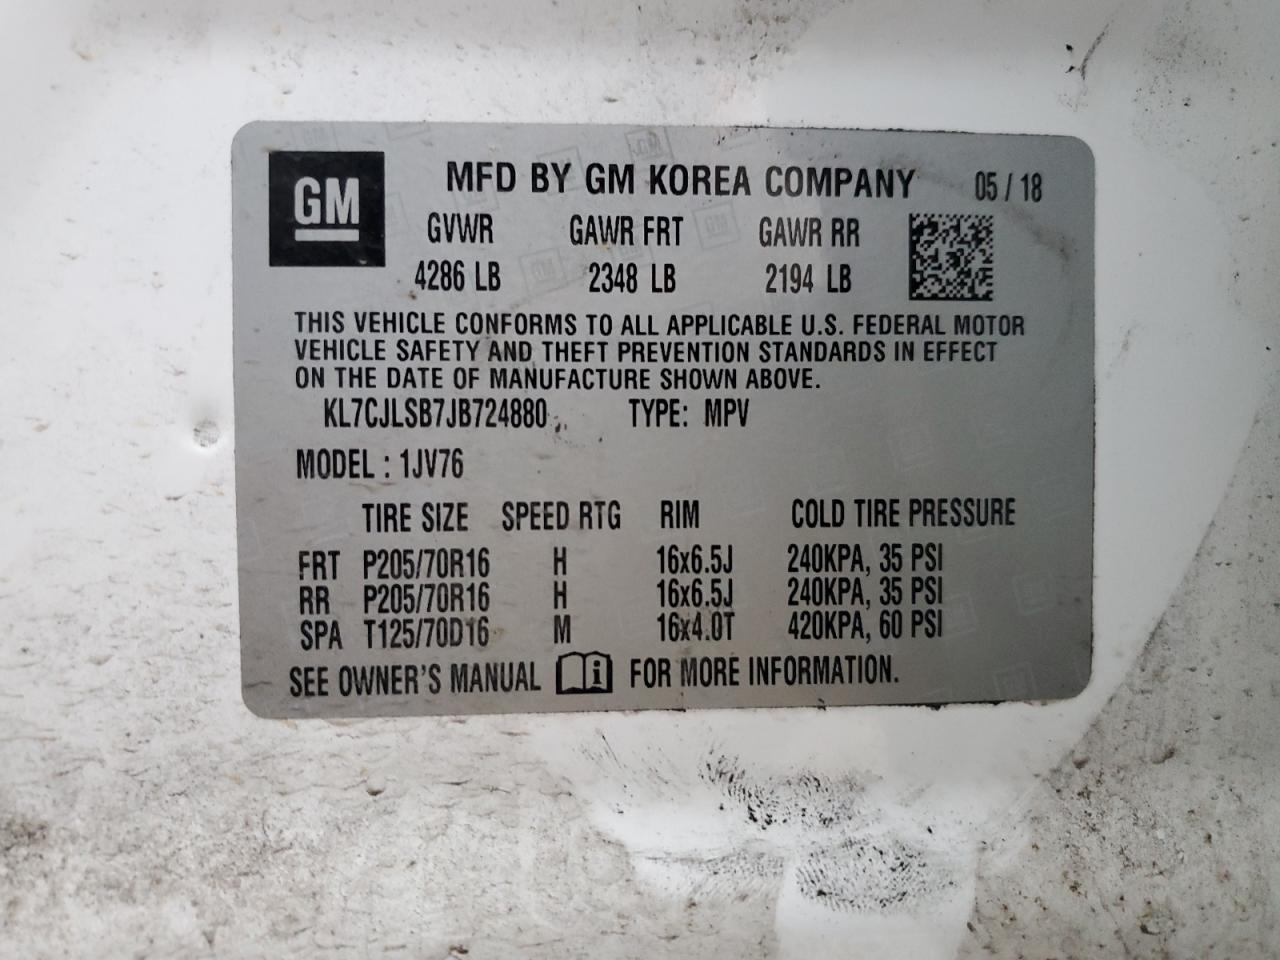 GM
MFD BY GM KOREA COMPANY 05 / 18
GVWR GAWR FRT GAWR RR
4286 LB 2348 LB 2194 LB
THIS VEHICLE CONFORMS TO ALL APPLICABLE U.S. FEDERAL MOTOR
VEHICLE SAFETY AND THEFT PREVENTION STANDARDS IN EFFECT
ON THE DATE OF MANUFACTURE SHOWN ABOVE.
KL7CJLSB7JB724880 TYPE: MPV
MODEL : 1JV76
TIRE SIZE SPEED RTG RIM COLD TIRE PRESSURE
FRT P205/70R16 H 16x6.5J 240KPA, 35 PSI
RR P205/70R16 H 16x6.5J 240KPA, 35 PSI
SPA T125/70D16 M 16x4.0T 420KPA, 60 PSI
SEE OWNER'S MANUAL i FOR MORE INFORMATION.